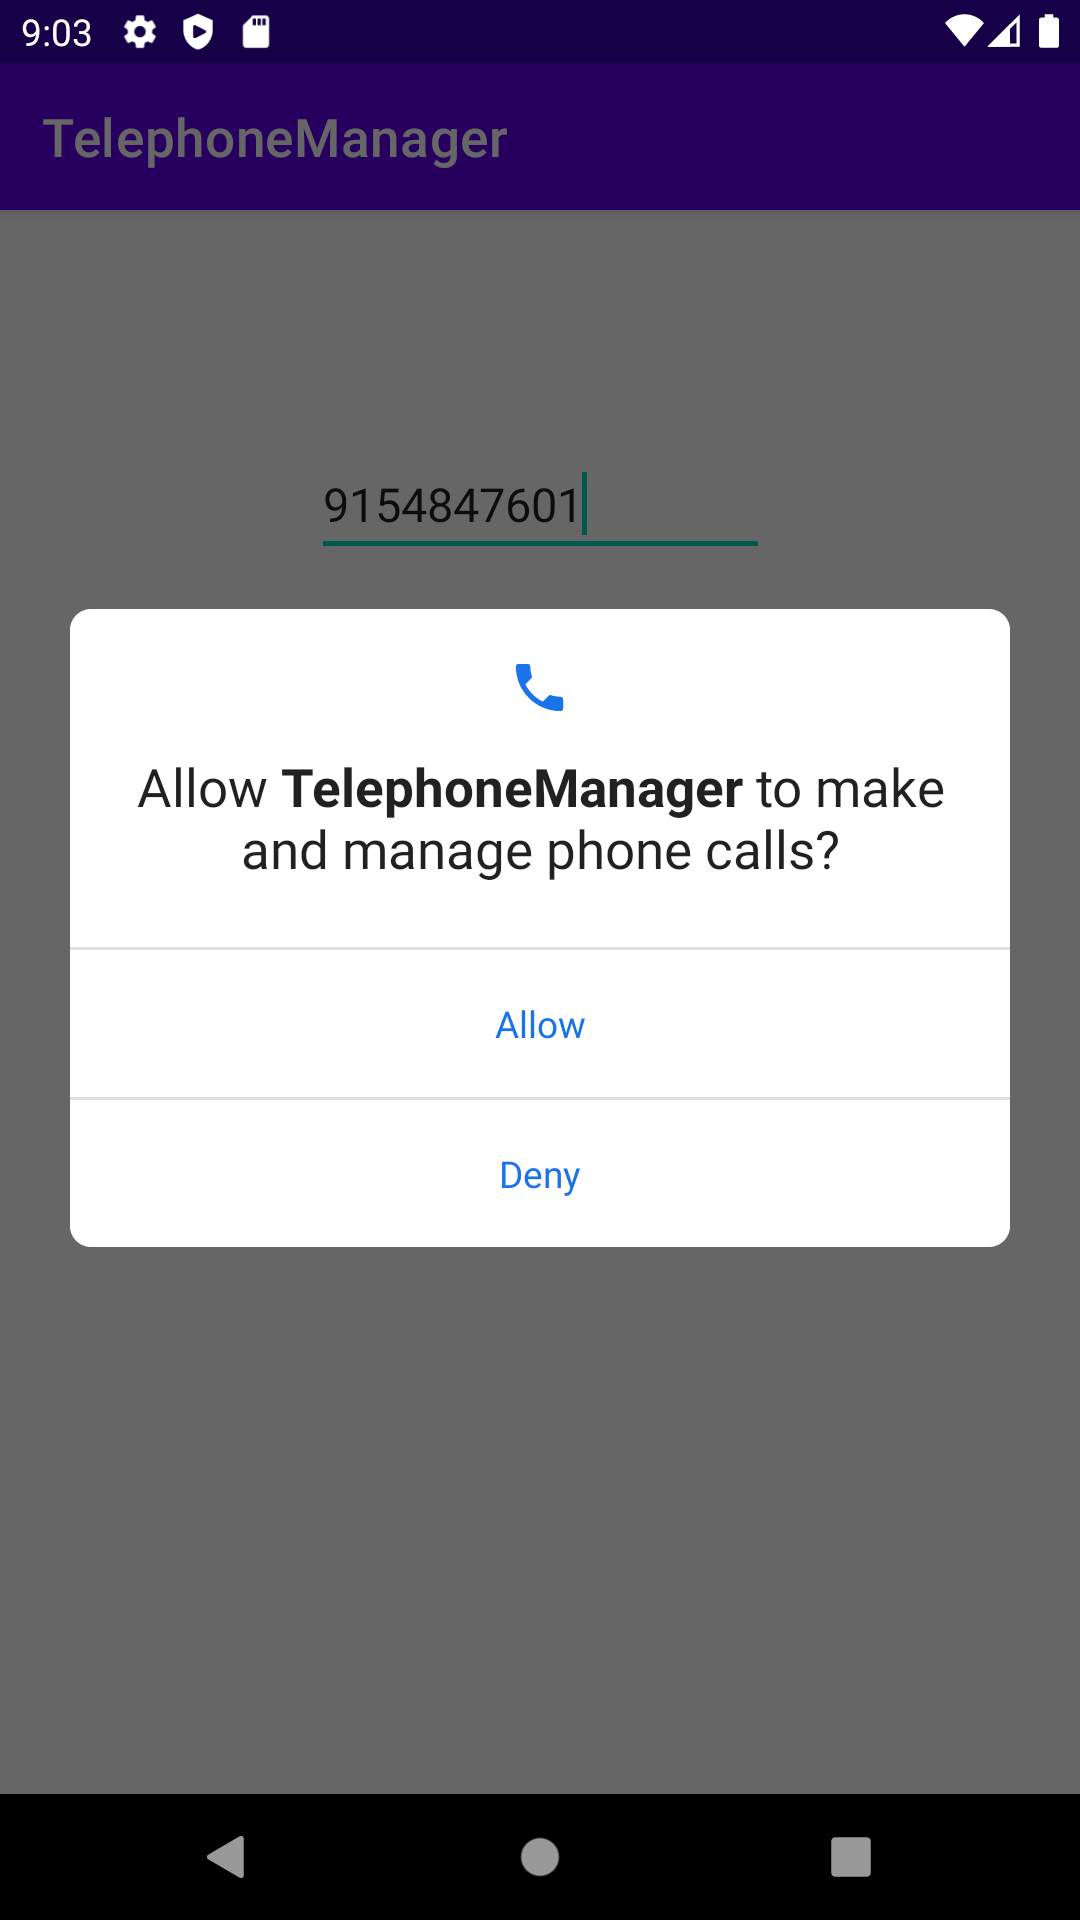 9:03
TelephoneManager
9154847601
Allow TelephoneManager to make
and manage phone calls?
Allow
Deny